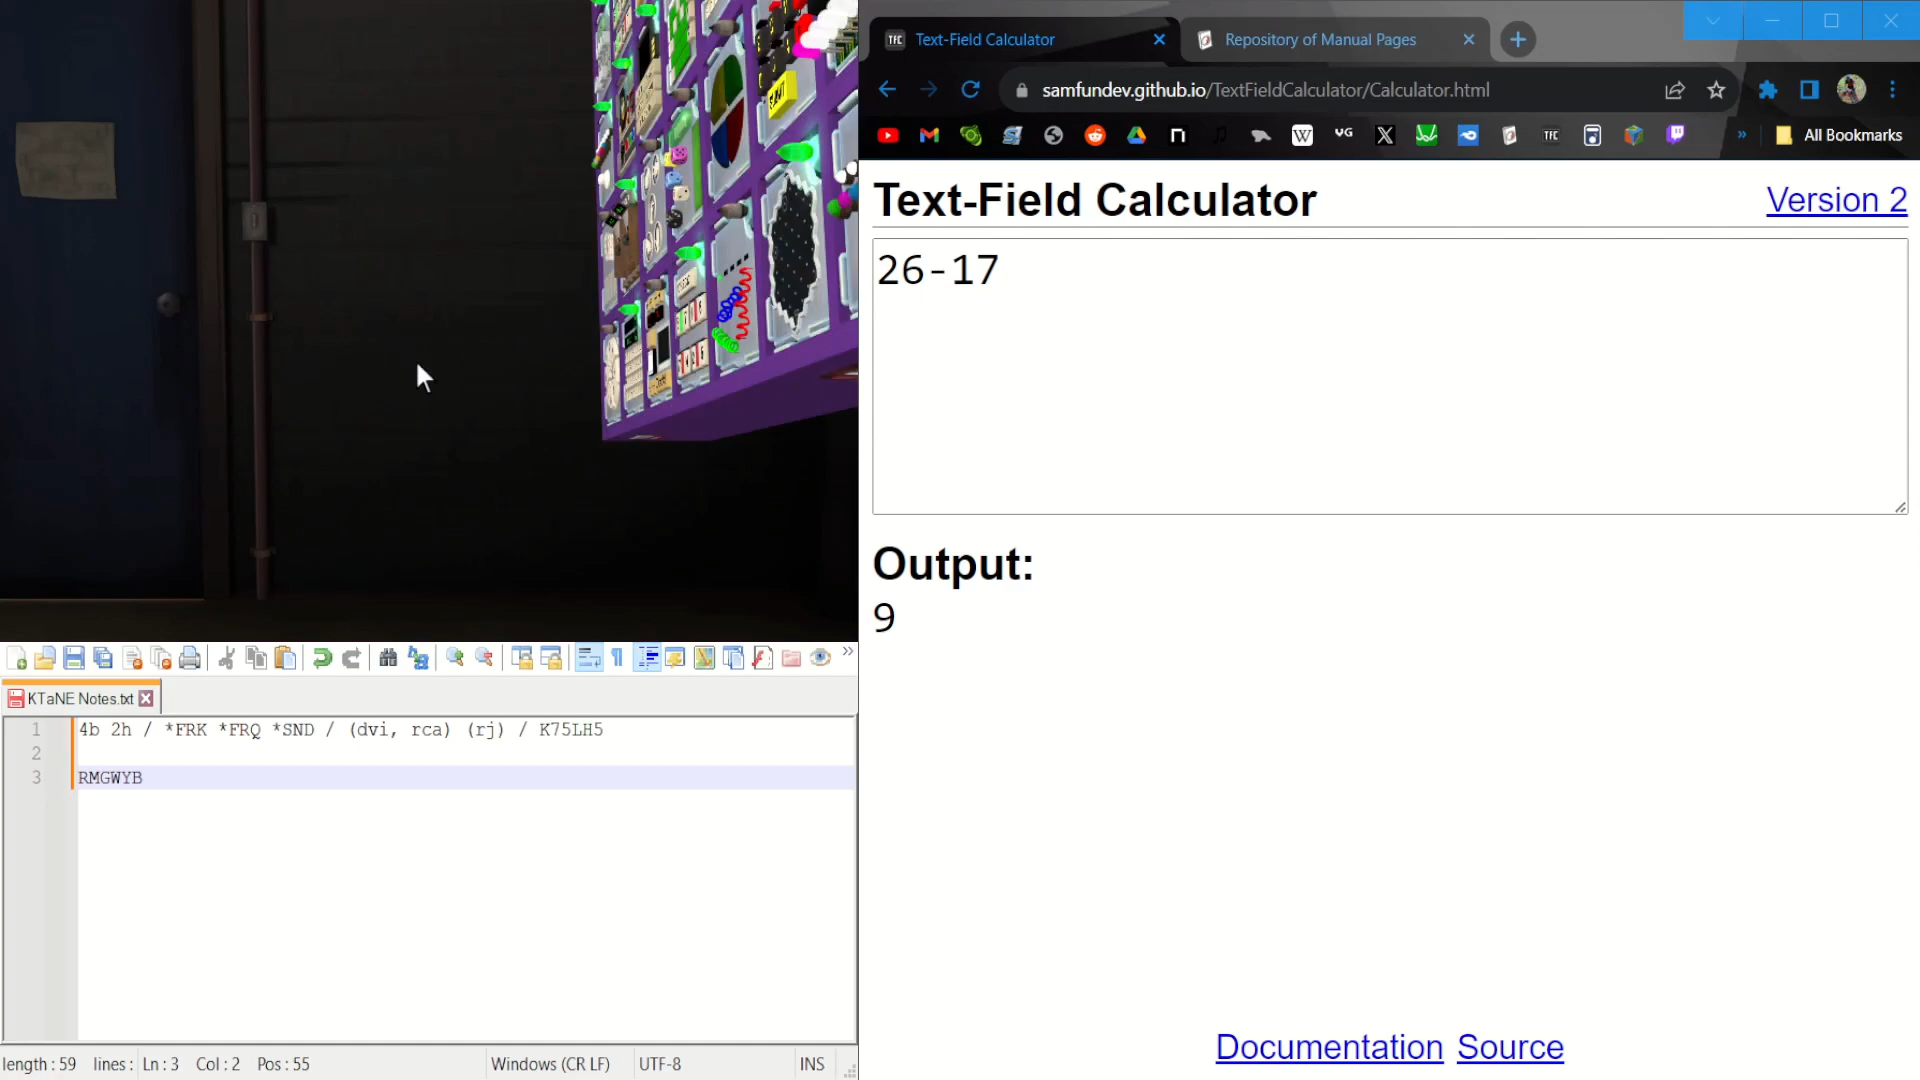 TFC Text-Field Calculator
Repository of Manual Pages
samfundev.github.io/TextFieldCalculator/Calculator.html
W VG X TFC » All Bookmarks
Text-Field Calculator
Version 2
26-17
Output:
9
Documentation Source
KTaNE Notes.txt
1 4b 2h / *FRK *FRQ *SND / (dvi, rca) (rj) / K75LH5
2
3 RMGWYB
length : 59 lines : Ln : 3 Col : 2 Pos : 55 Windows (CR LF) UTF-8 INS